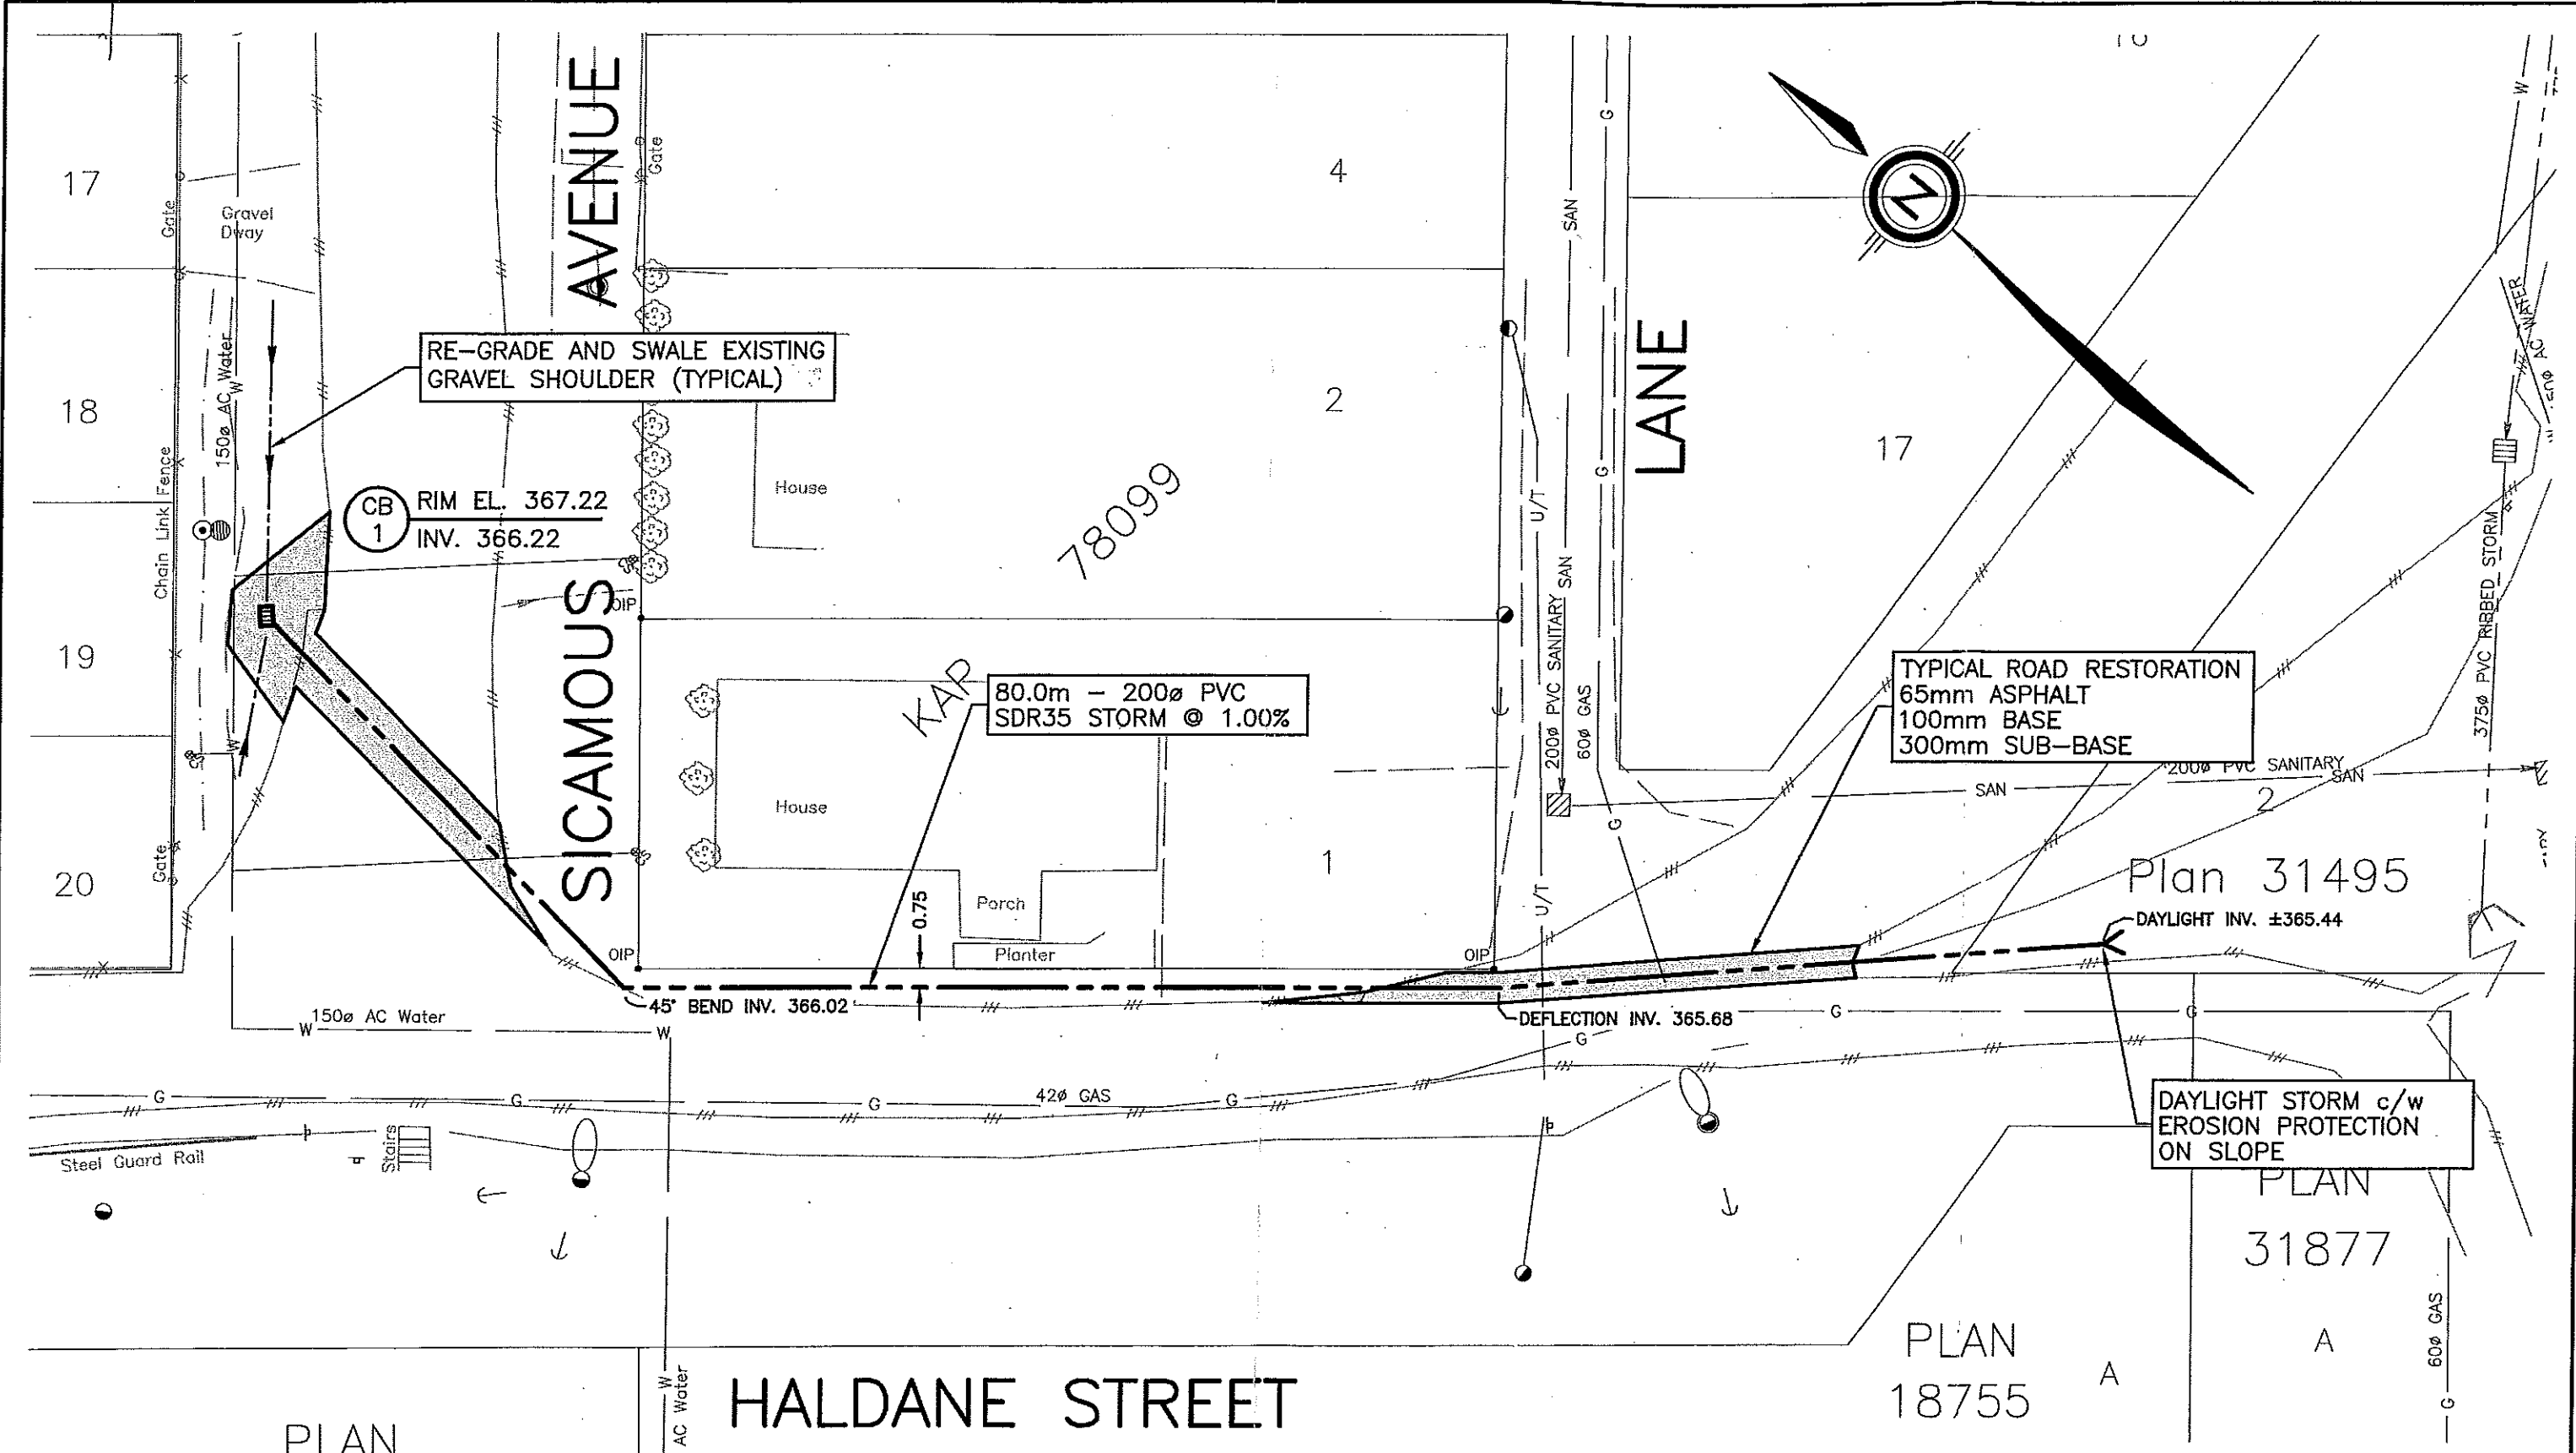 17
Gate
Gravel
Dway
SICAMOUS AVENUE
Gate
4
SAN
SAN
G
LANE
N
W
RE-GRADE AND SWALE EXISTING
GRAVEL SHOULDER (TYPICAL)
18
150ø AC Water
W
Chain Link Fence
CB
1
RIM EL. 367.22
INV. 366.22
House
2
78099
17
U/T
G
SAN
200ø PVC SANITARY
60ø GAS
AC WATER
375ø PVC RIBBED STORM
OIP
19
KAP
80.0m - 200ø PVC
SDR35 STORM @ 1.00%
TYPICAL ROAD RESTORATION
65mm ASPHALT
100mm BASE
300mm SUB-BASE
200ø PVC SANITARY
SAN
SAN
2
W
House
G
Gate
20
1
Plan 31495
Porch
0.75
U/T
DAYLIGHT INV. ±365.44
OIP
Planter
OIP
45° BEND INV. 366.02
DEFLECTION INV. 365.68
G
G
W
150ø AC Water
W
G
G
G
G
42ø GAS
G
Steel Guard Rail
Stairs
DAYLIGHT STORM c/w
EROSION PROTECTION
ON SLOPE
PLAN
31877
A
60ø GAS
G
PLAN
18755
A
W
AC Water
HALDANE STREET
PLAN